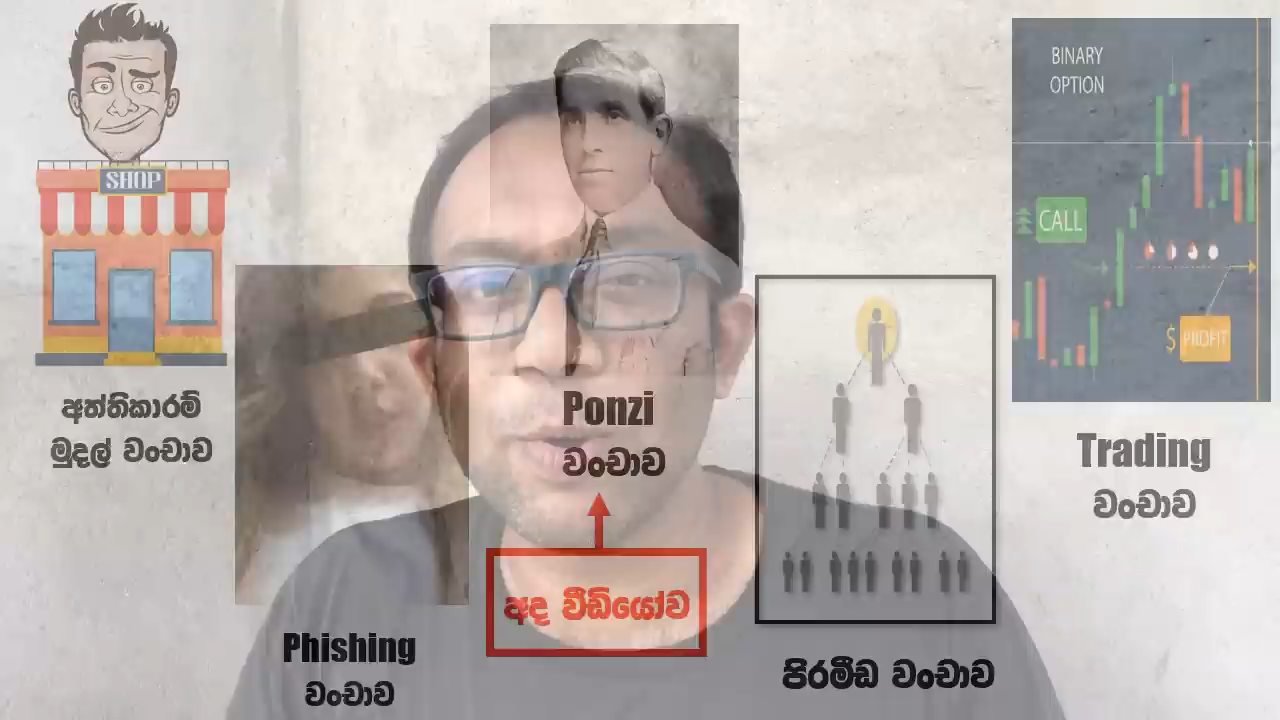 SHOP
අත්තිකාරම්
මුදල් වංචාව
Phishing
වංචාව
Ponzi
වංචාව
අද වීඩියෝව
පිරමීඩ වංචාව
BINARY
OPTION
CALL
$ PROFIT
Trading
වංචාව